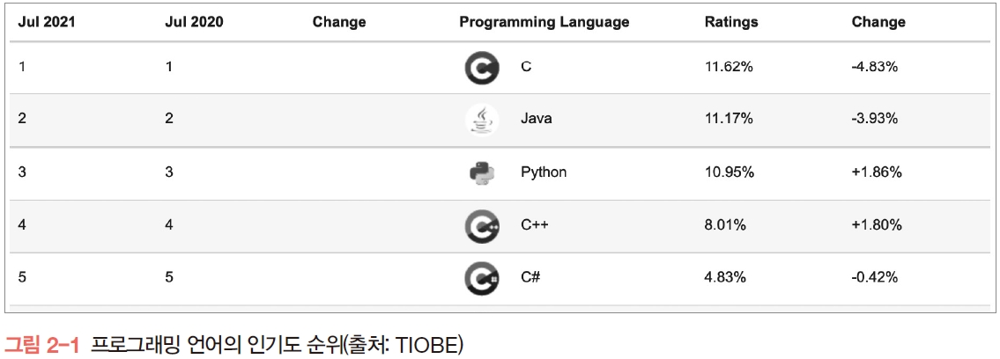 Jul 2021 Jul 2020 Change Programming Language Ratings Change
1 1 C 11.62% -4.83%
2 2 Java 11.17% -3.93%
3 3 Python 10.95% +1.86%
4 4 C++ 8.01% +1.80%
5 5 C# 4.83% -0.42%
그림 2-1 프로그래밍 언어의 인기도 순위(출처: TIOBE)